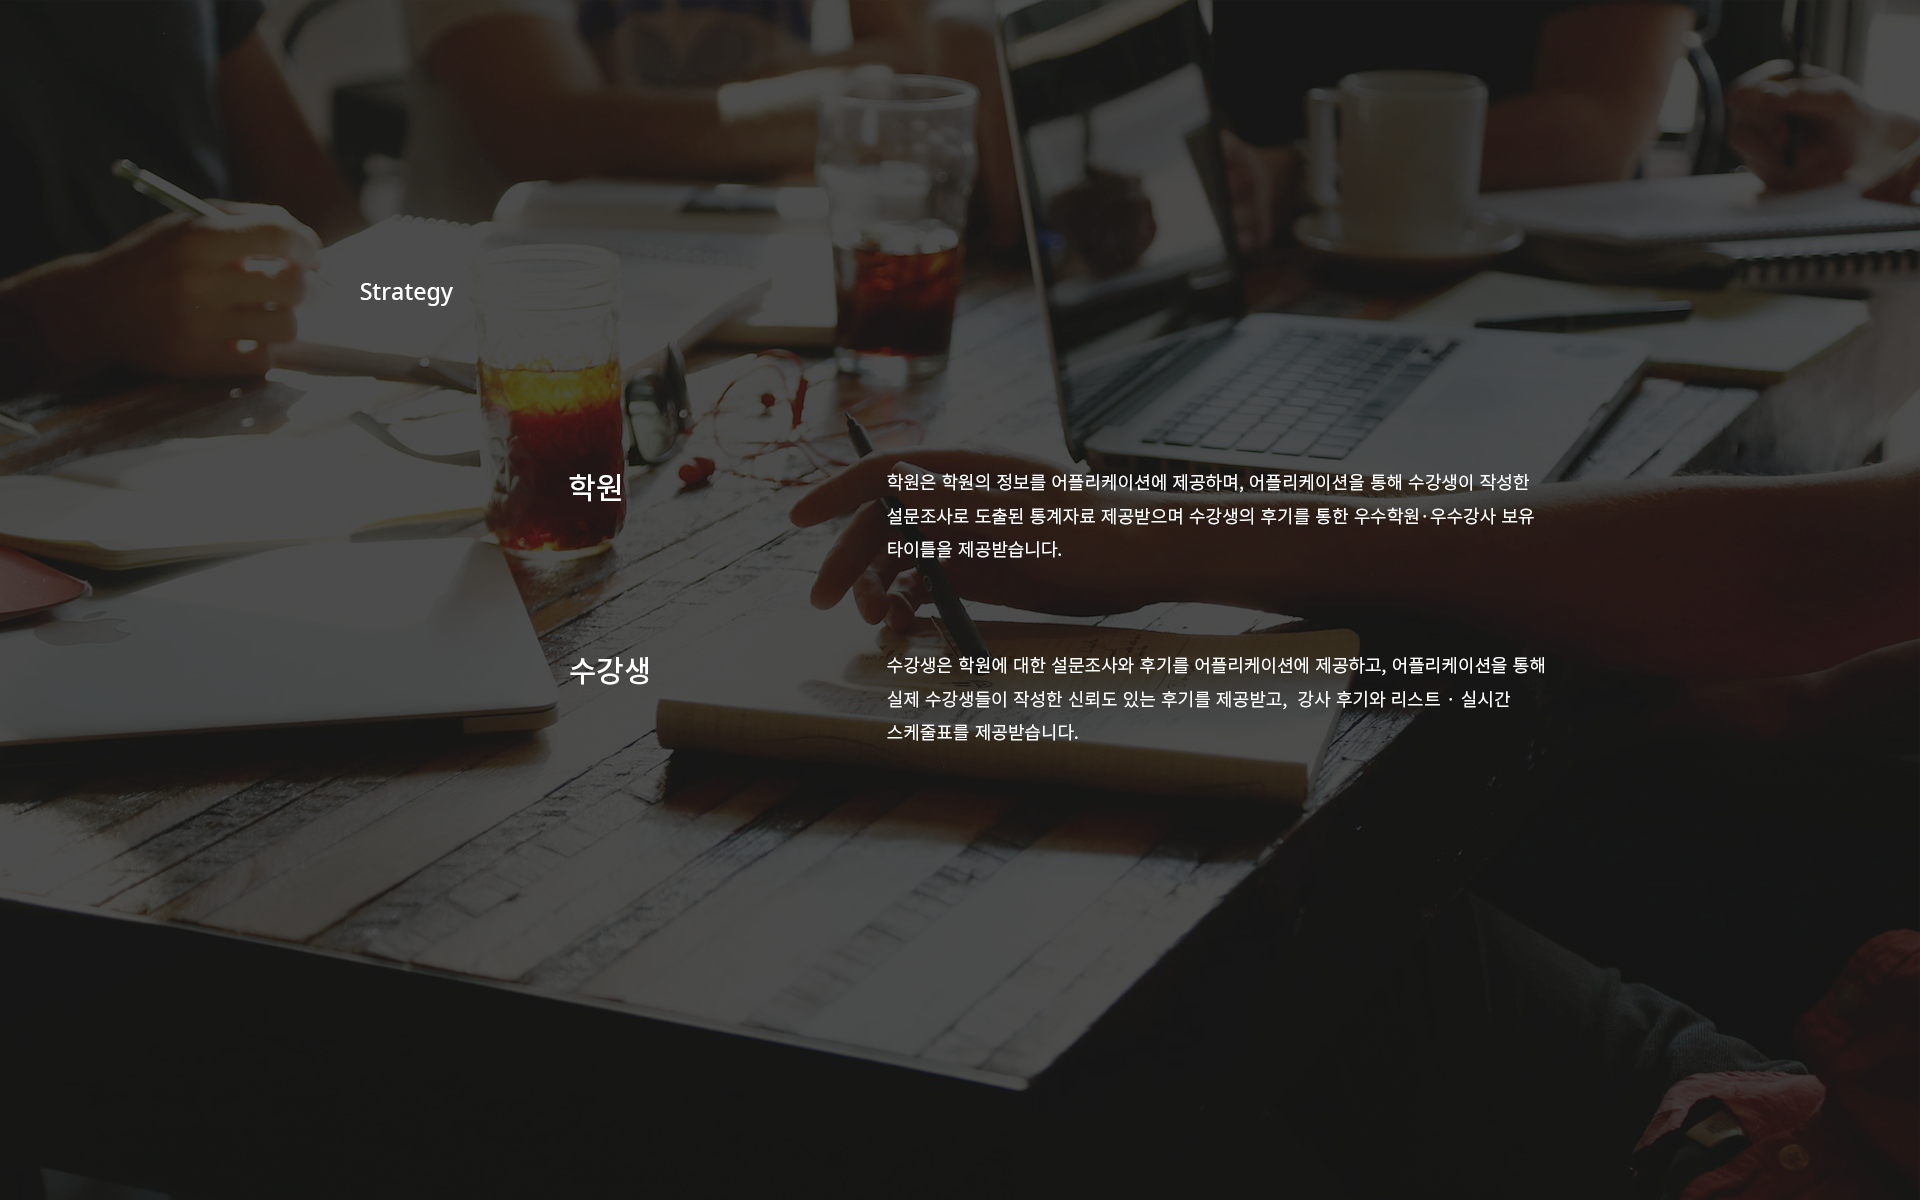 Strategy
학원
학원은 학원의 정보를 어플리케이션에 제공하며, 어플리케이션을 통해 수강생이 작성한
설문조사로 도출된 통계자료 제공받으며 수강생의 후기를 통한 우수학원·우수강사 보유
타이틀을 제공받습니다.
수강생
수강생은 학원에 대한 설문조사와 후기를 어플리케이션에 제공하고, 어플리케이션을 통해
실제 수강생들이 작성한 신뢰도 있는 후기를 제공받고, 강사 후기와 리스트 · 실시간
스케줄표를 제공받습니다.